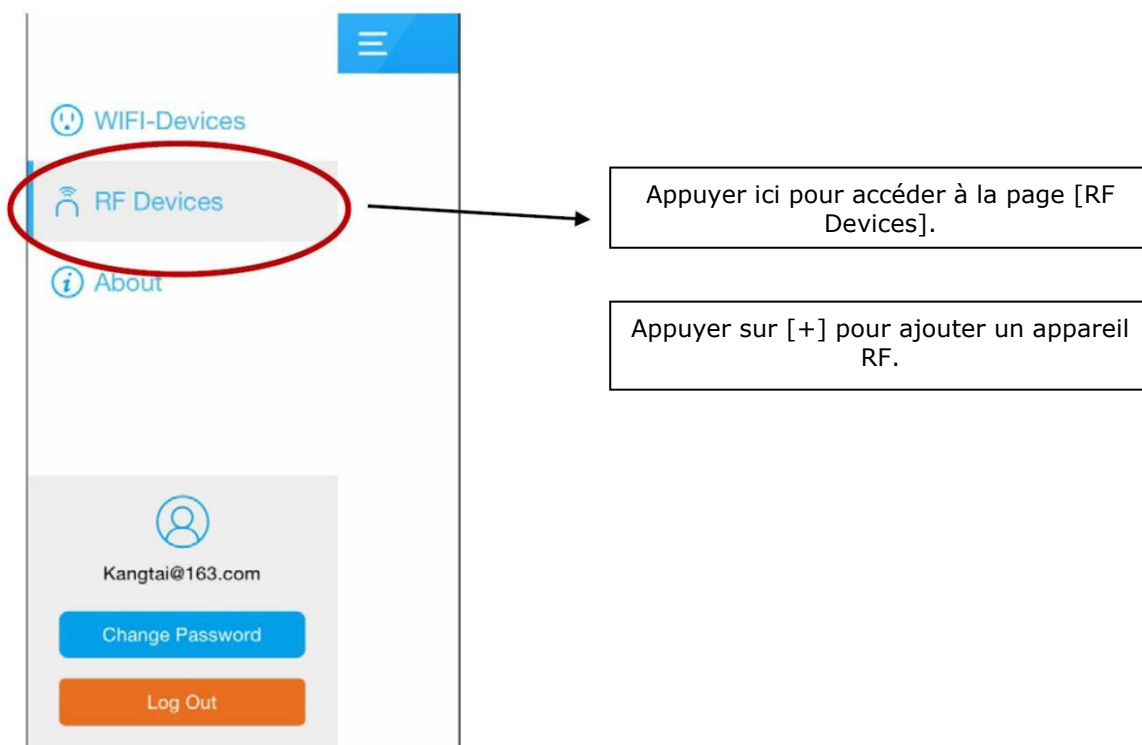 WIFI-Devices
RF Devices
About
Appuyer ici pour accéder à la page [RF
Devices].
Appuyer sur [+] pour ajouter un appareil
RF.
Kangtai@163.com
Change Password
Log Out